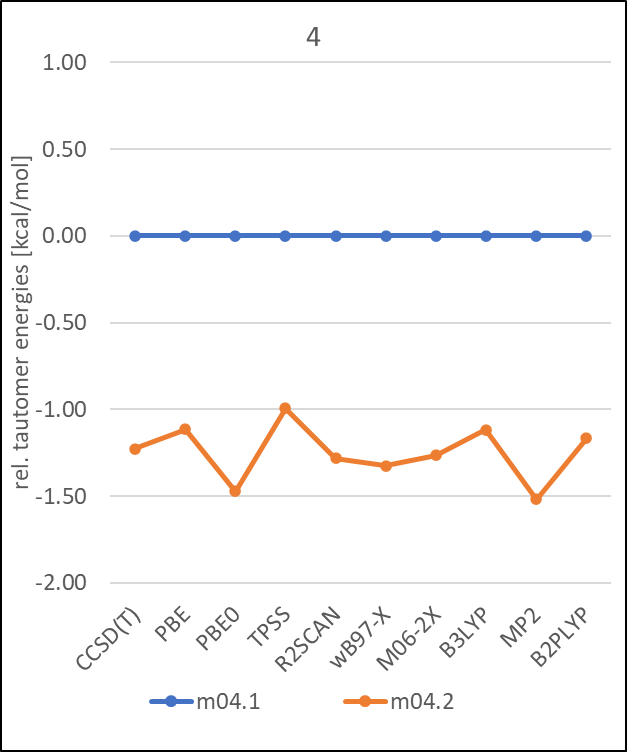 4
rel. tautomer energies [kcal/mol]
1.00
0.50
0.00
-0.50
-1.00
-1.50
-2.00
CCSD(T)
PBE
PBE0
TPSS
R2SCAN
wB97-X
M06-2X
B3LYP
MP2
B2PLYP
m04.1
m04.2